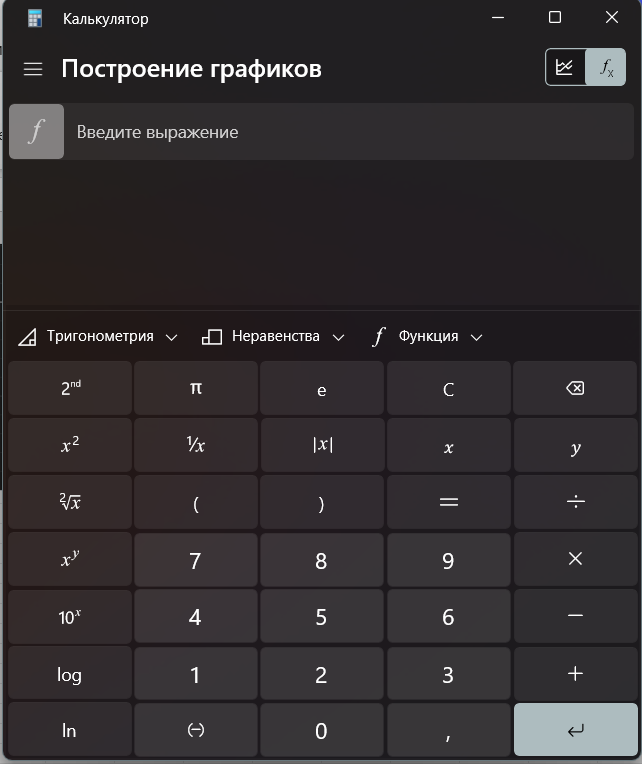 Калькулятор
Построение графиков
fx
f Введите выражение
Тригонометрия Неравенства f Функция
2ⁿᵈ π e C
x² ¹/x |x| x y
²√x ( ) = ÷
xʸ 7 8 9 ×
10ˣ 4 5 6 −
log 1 2 3 +
ln (−) 0 ,